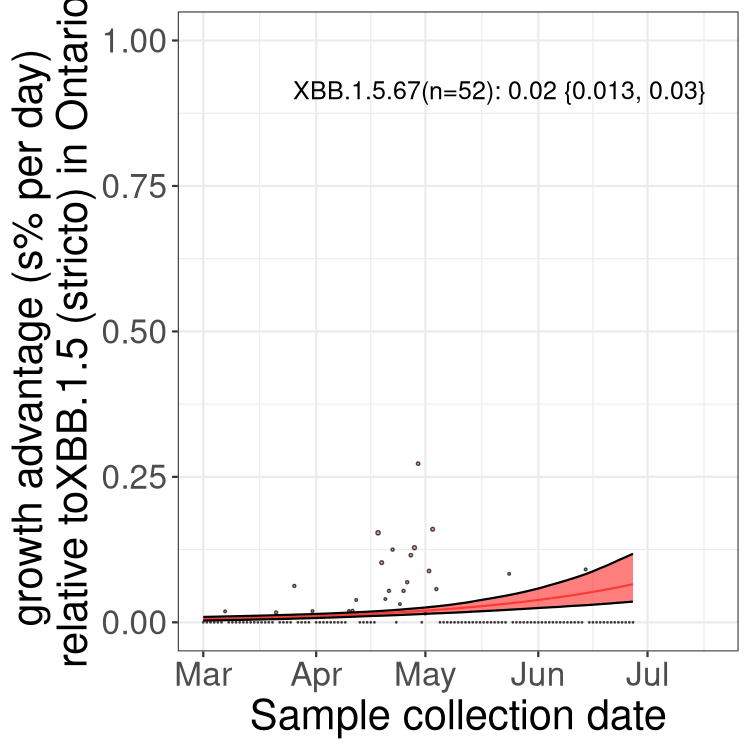 growth advantage (s% per day)
relative toXBB.1.5 (stricto) in Ontario
1.00
0.75
0.50
0.25
0.00
XBB.1.5.67(n=52): 0.02 {0.013, 0.03}
Mar Apr May Jun Jul
Sample collection date